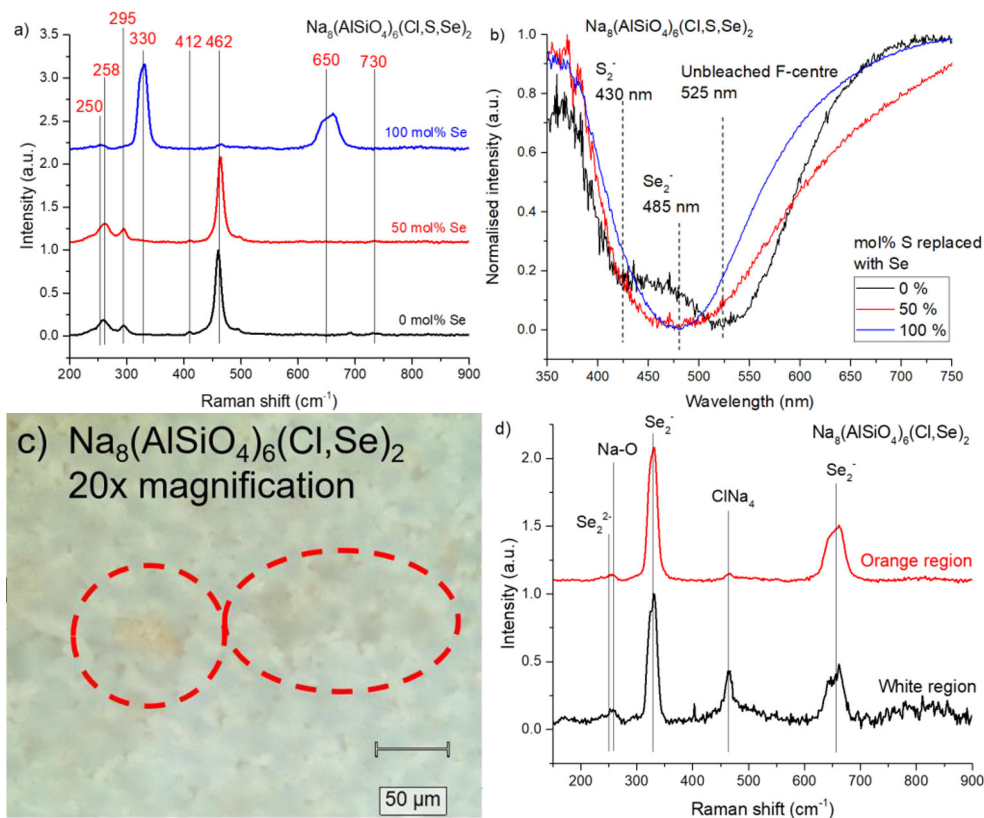 a)
Na₈(AlSiO₄)₆(Cl,S,Se)₂
250
258
295
330
412
462
650
730
3.5
3.0
2.5
2.0
1.5
1.0
0.5
0.0
Intensity (a.u.)
100 mol% Se
50 mol% Se
0 mol% Se
200 300 400 500 600 700 800 900
Raman shift (cm⁻¹)
b)
Na₈(AlSiO₄)₆(Cl,S,Se)₂
1.0
0.8
0.6
0.4
0.2
0.0
Normalised intensity (a.u.)
S₂⁻
430 nm
Unbleached F-centre
525 nm
Se₂⁻
485 nm
mol% S replaced
with Se
0 %
50 %
100 %
350 400 450 500 550 600 650 700 750
Wavelength (nm)
c) Na₈(AlSiO₄)₆(Cl,Se)₂
20x magnification
50 µm
d)
Na₈(AlSiO₄)₆(Cl,Se)₂
2.0
1.5
1.0
0.5
0.0
Intensity (a.u.)
Se₂²⁻
Na-O
Se₂⁻
ClNa₄
Se₂⁻
Orange region
White region
200 300 400 500 600 700 800 900
Raman shift (cm⁻¹)